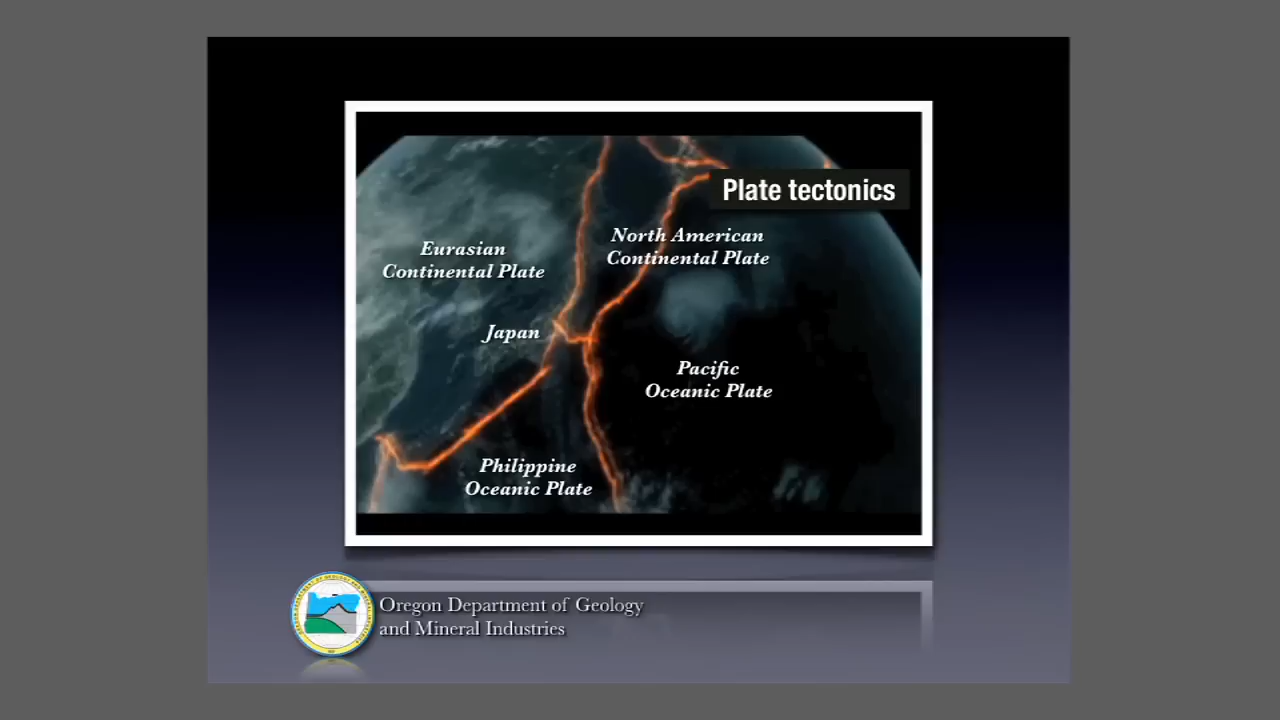 Plate tectonics
North American
Continental Plate
Eurasian
Continental Plate
Japan
Pacific
Oceanic Plate
Philippine
Oceanic Plate
Oregon Department of Geology
and Mineral Industries